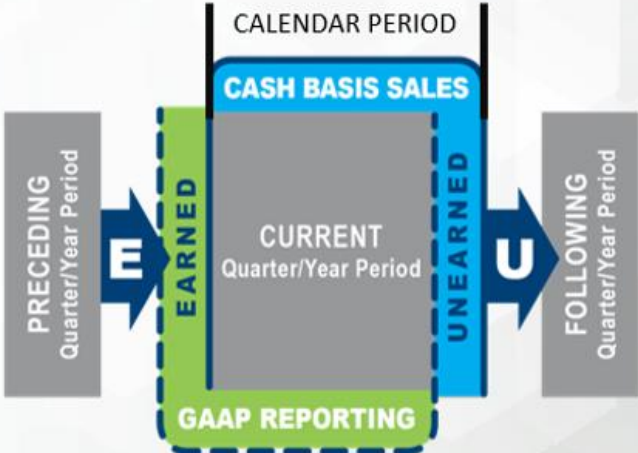 CALENDAR PERIOD
CASH BASIS SALES
PRECEDING
Quarter/Year Period
E
EARNED
CURRENT
Quarter/Year Period
UNEARNED
U
FOLLOWING
Quarter/Year Period
GAAP REPORTING